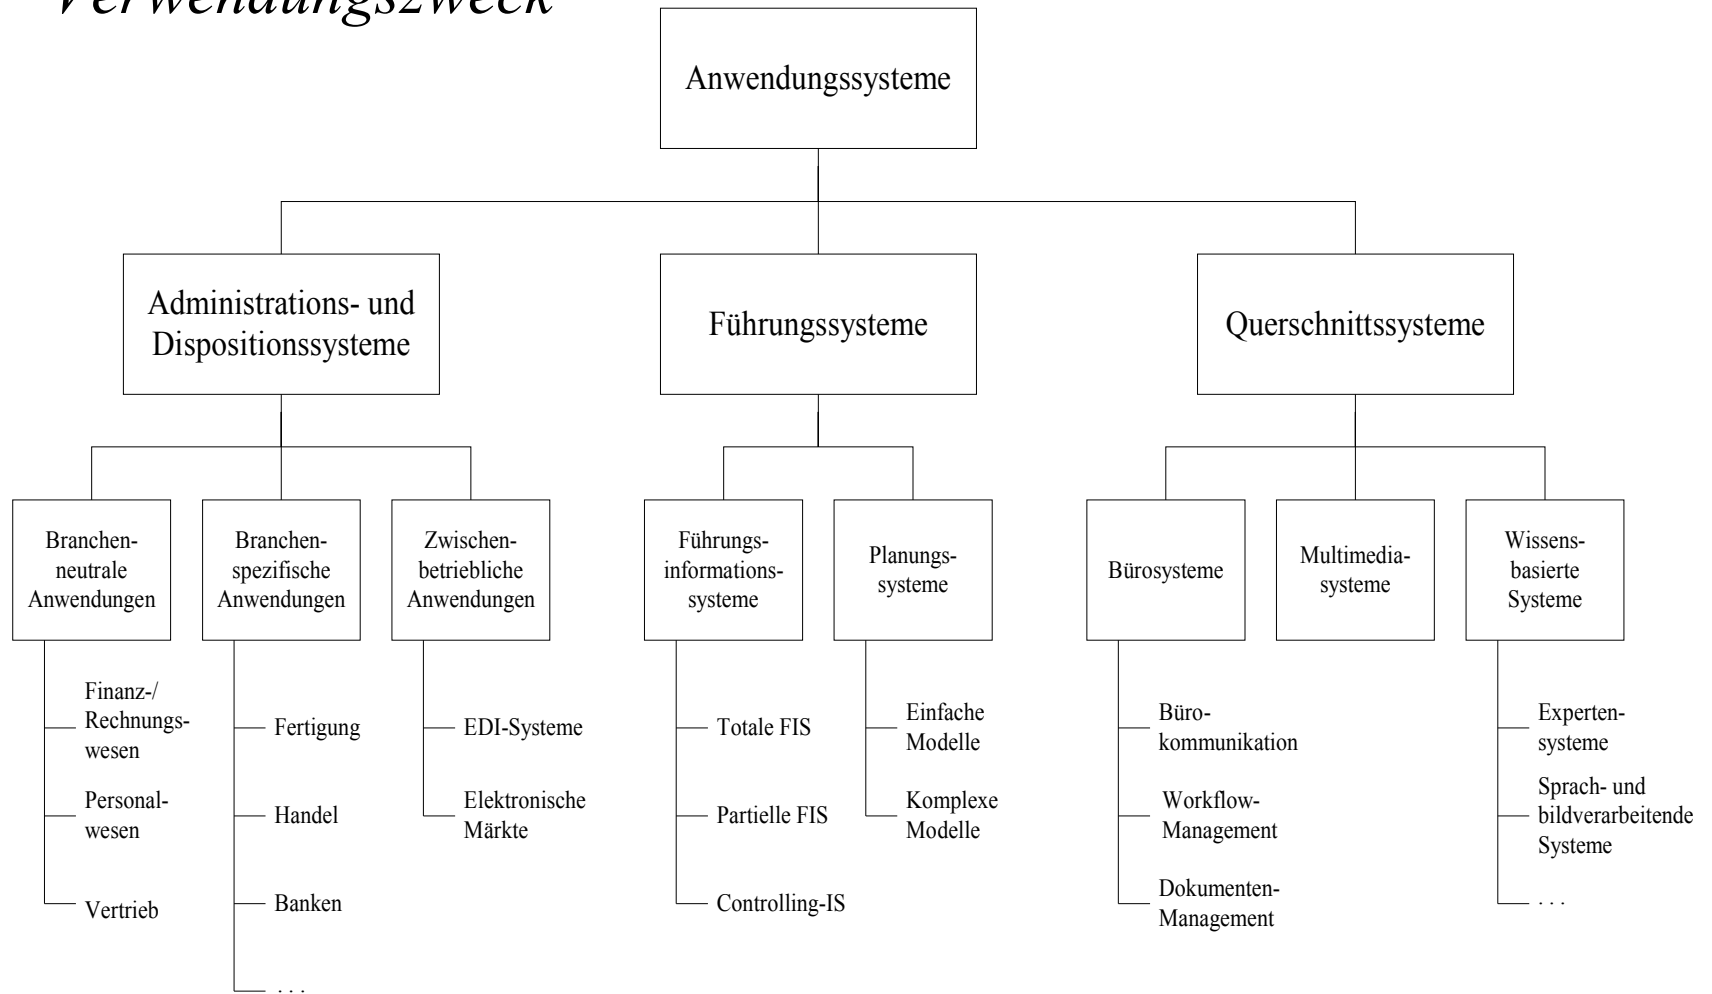 Verwendungszweck
Anwendungssysteme
Administrations- und
Dispositionssysteme
Führungssysteme
Querschnittssysteme
Branchen-
neutrale
Anwendungen
Branchen-
spezifische
Anwendungen
Zwischen-
betriebliche
Anwendungen
Führungs-
informations-
systeme
Planungs-
systeme
Bürosysteme
Multimedia-
systeme
Wissens-
basierte
Systeme
Finanz-/
Rechnungs-
wesen
Personal-
wesen
Vertrieb
Fertigung
Handel
Banken
. . .
EDI-Systeme
Elektronische
Märkte
Totale FIS
Partielle FIS
Controlling-IS
Einfache
Modelle
Komplexe
Modelle
Büro-
kommunikation
Workflow-
Management
Dokumenten-
Management
Experten-
systeme
Sprach- und
bildverarbeitende
Systeme
. . .